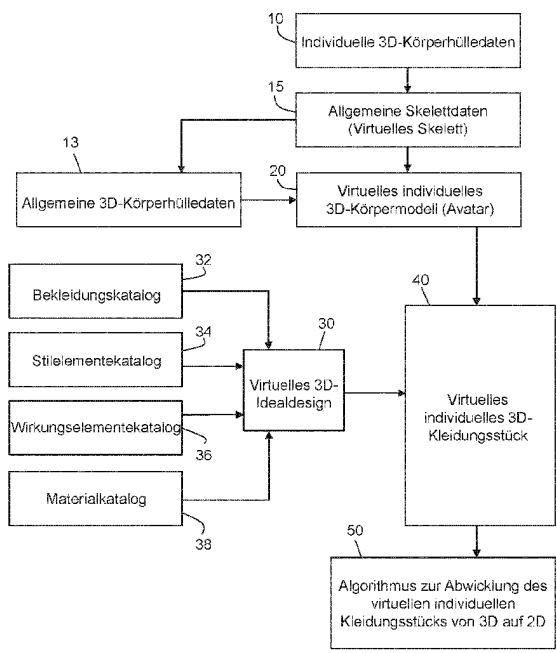 10
Individuelle 3D-Körperhülledaten
15
Allgemeine Skelettdaten
(Virtuelles Skelett)
13
Allgemeine 3D-Körperhülledaten
20
Virtuelles individuelles
3D-Körpermodell (Avatar)
32
Bekleidungskatalog
34
Stilelementekatalog
Wirkungselementekatalog
36
Materialkatalog
38
30
Virtuelles 3D-
Idealdesign
40
Virtuelles
individuelles 3D-
Kleidungsstück
50
Algorithmus zur Abwicklung des
virtuellen individuellen
Kleidungsstücks von 3D auf 2D